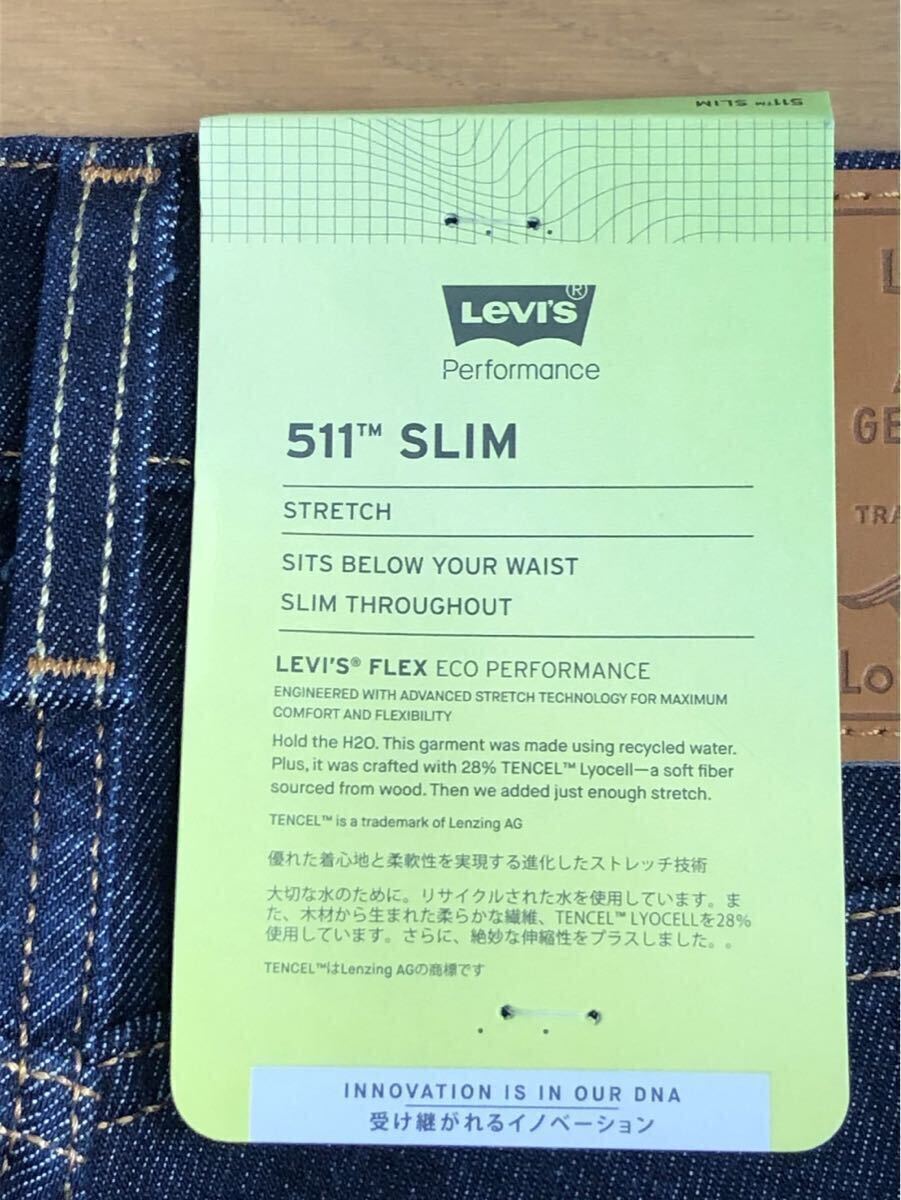 511™ SLIM
LEVI'S®
Performance
511™ SLIM
STRETCH
SITS BELOW YOUR WAIST
SLIM THROUGHOUT
LEVI'S® FLEX ECO PERFORMANCE
ENGINEERED WITH ADVANCED STRETCH TECHNOLOGY FOR MAXIMUM
COMFORT AND FLEXIBILITY
Hold the H2O. This garment was made using recycled water.
Plus, it was crafted with 28% TENCEL™ Lyocell—a soft fiber
sourced from wood. Then we added just enough stretch.
TENCEL™ is a trademark of Lenzing AG
優れた着心地と柔軟性を実現する進化したストレッチ技術
大切な水のために。リサイクルされた水を使用しています。ま
た、木材から生まれた柔らかな繊維、TENCEL™ LYOCELLを28%
使用しています。さらに、絶妙な伸縮性をプラスしました。。
TENCEL™はLenzing AGの商標です
INNOVATION IS IN OUR DNA
受け継がれるイノベーション